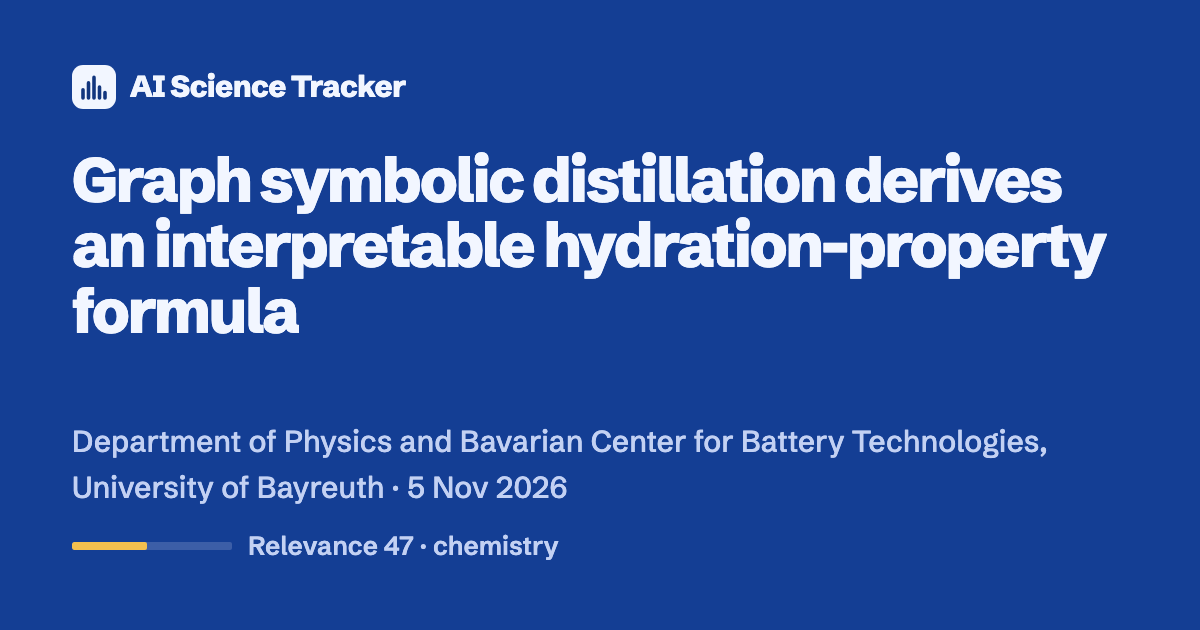 AI Science Tracker
Graph symbolic distillation derives
an interpretable hydration-property
formula
Department of Physics and Bavarian Center for Battery Technologies,
University of Bayreuth · 5 Nov 2026
Relevance 47 · chemistry